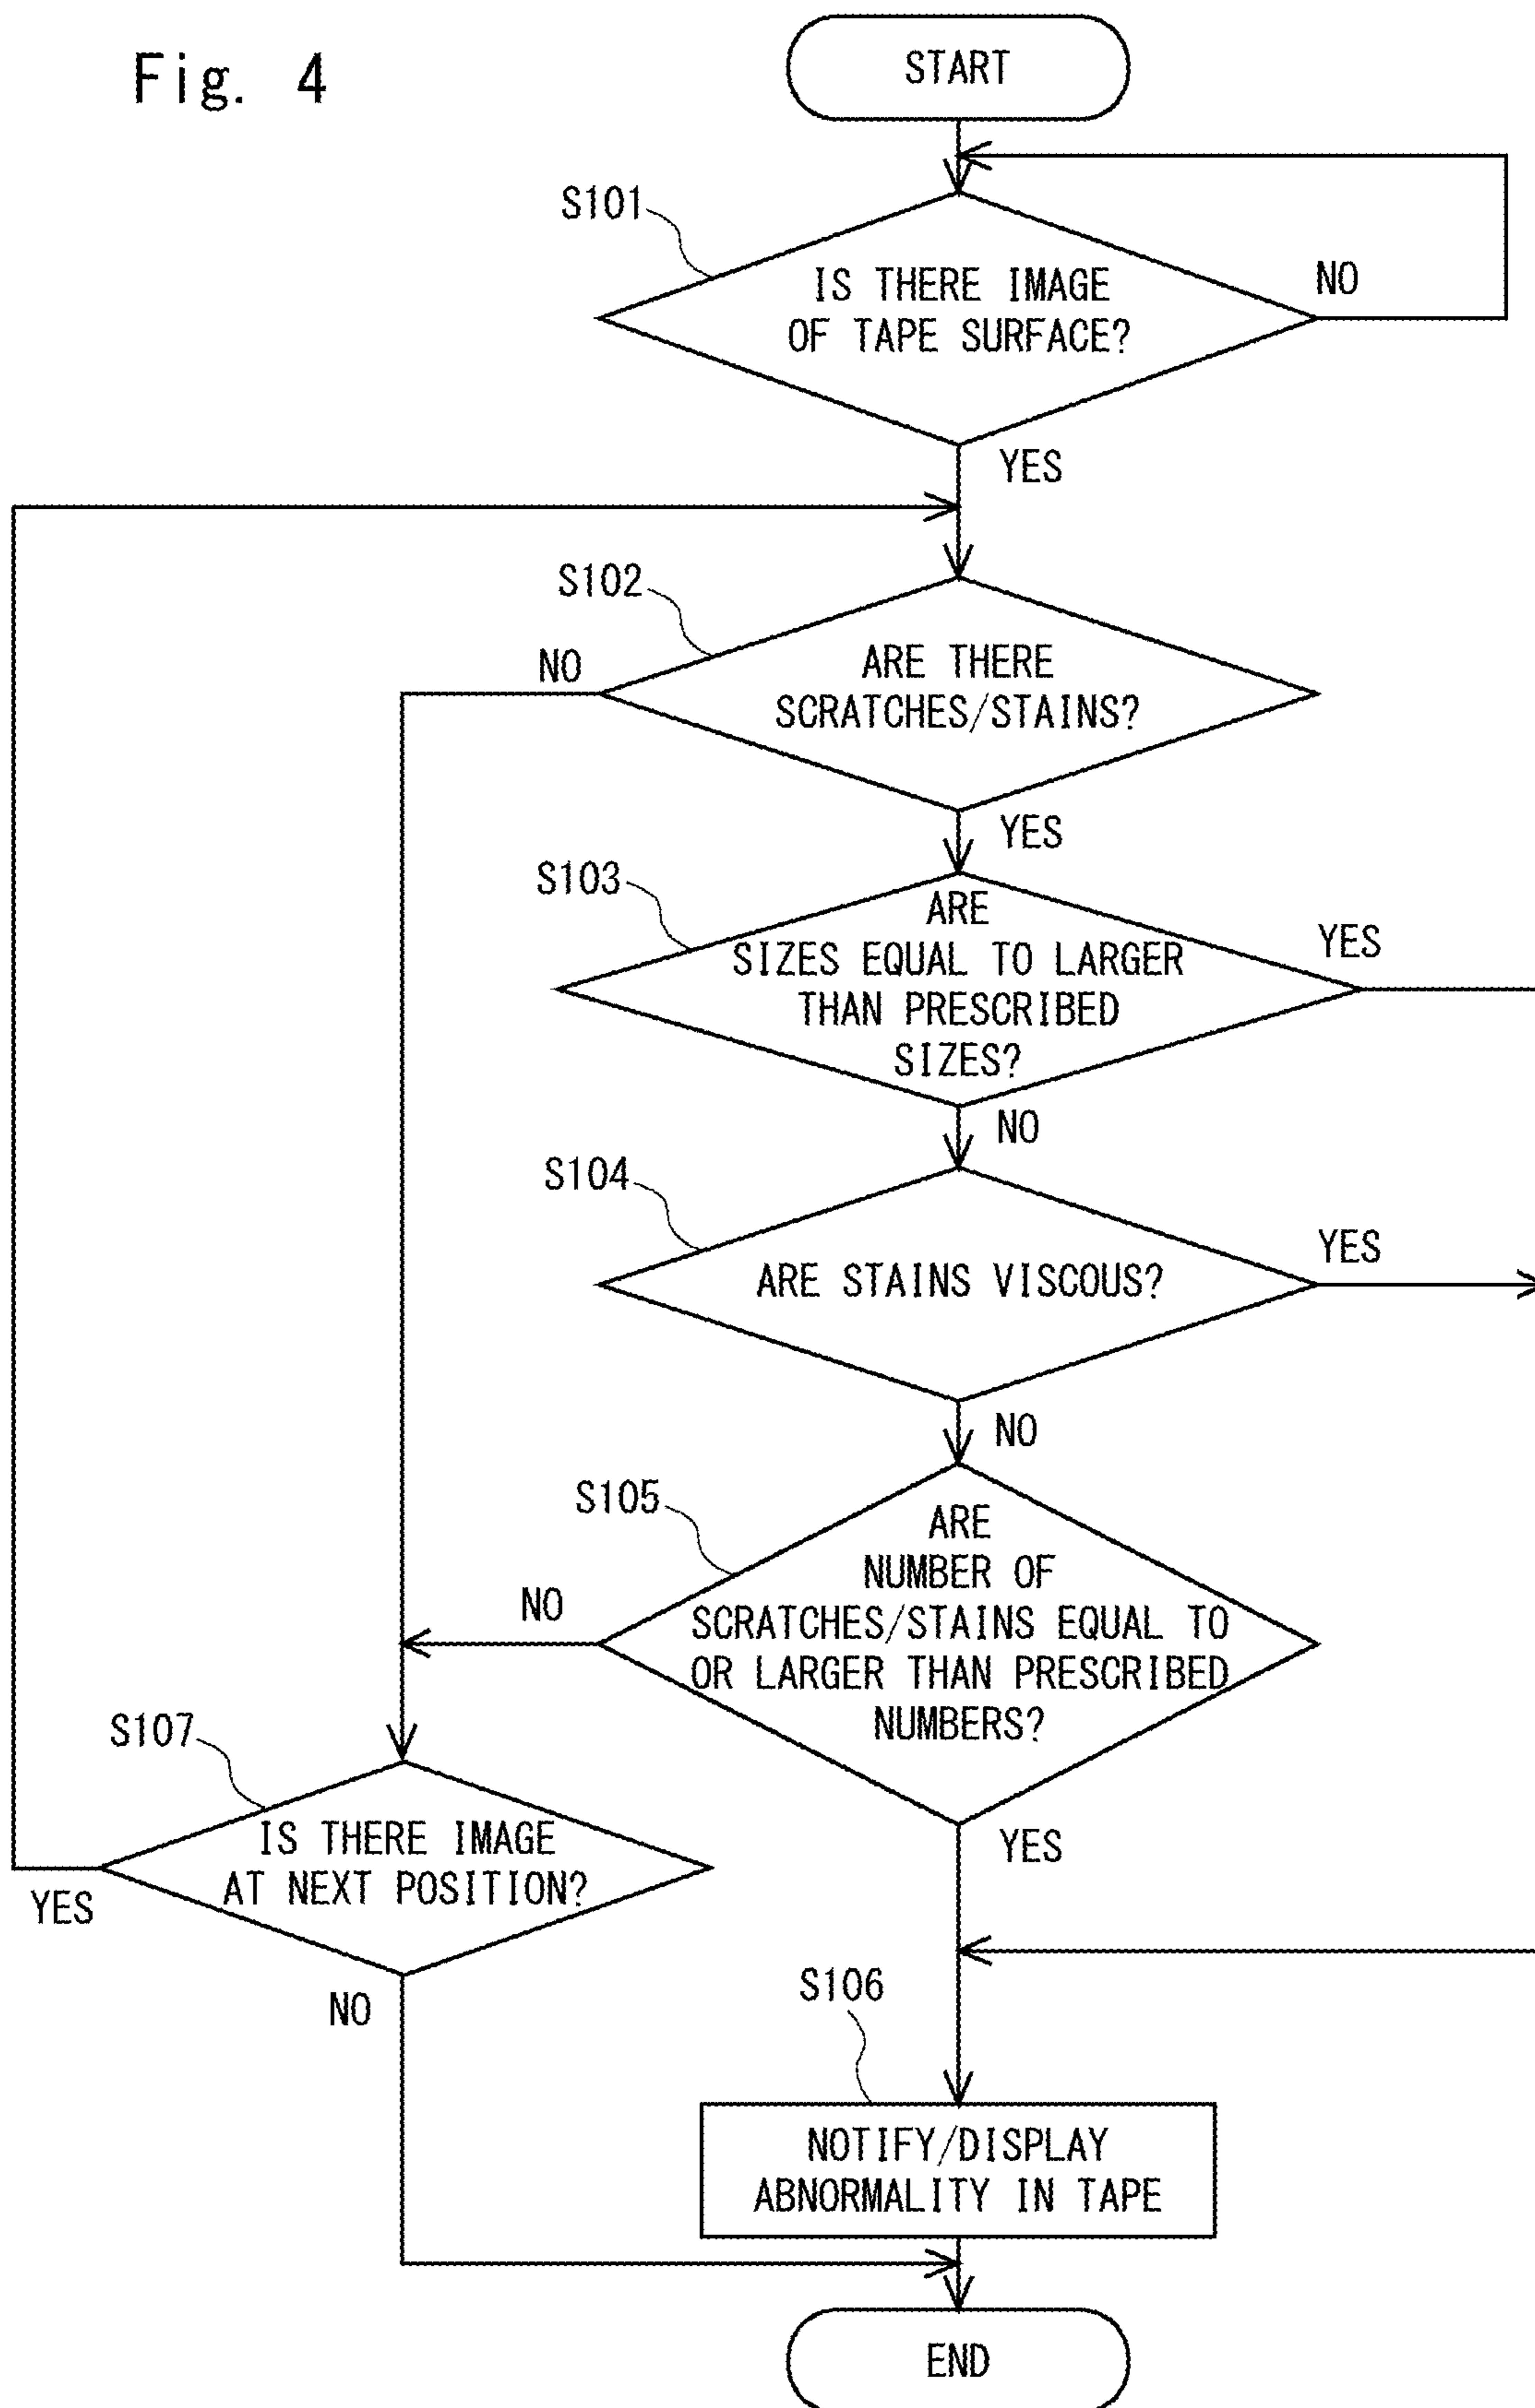 Fig. 4
START
S101
IS THERE IMAGE
OF TAPE SURFACE?
NO
YES
S102
NO
ARE THERE
SCRATCHES/STAINS?
YES
S103
ARE
SIZES EQUAL TO LARGER
THAN PRESCRIBED
SIZES?
YES
NO
S104
ARE STAINS VISCOUS?
YES
NO
S105
ARE
NUMBER OF
SCRATCHES/STAINS EQUAL TO
OR LARGER THAN PRESCRIBED
NUMBERS?
NO
YES
S107
IS THERE IMAGE
AT NEXT POSITION?
YES
NO
S106
NOTIFY/DISPLAY
ABNORMALITY IN TAPE
END